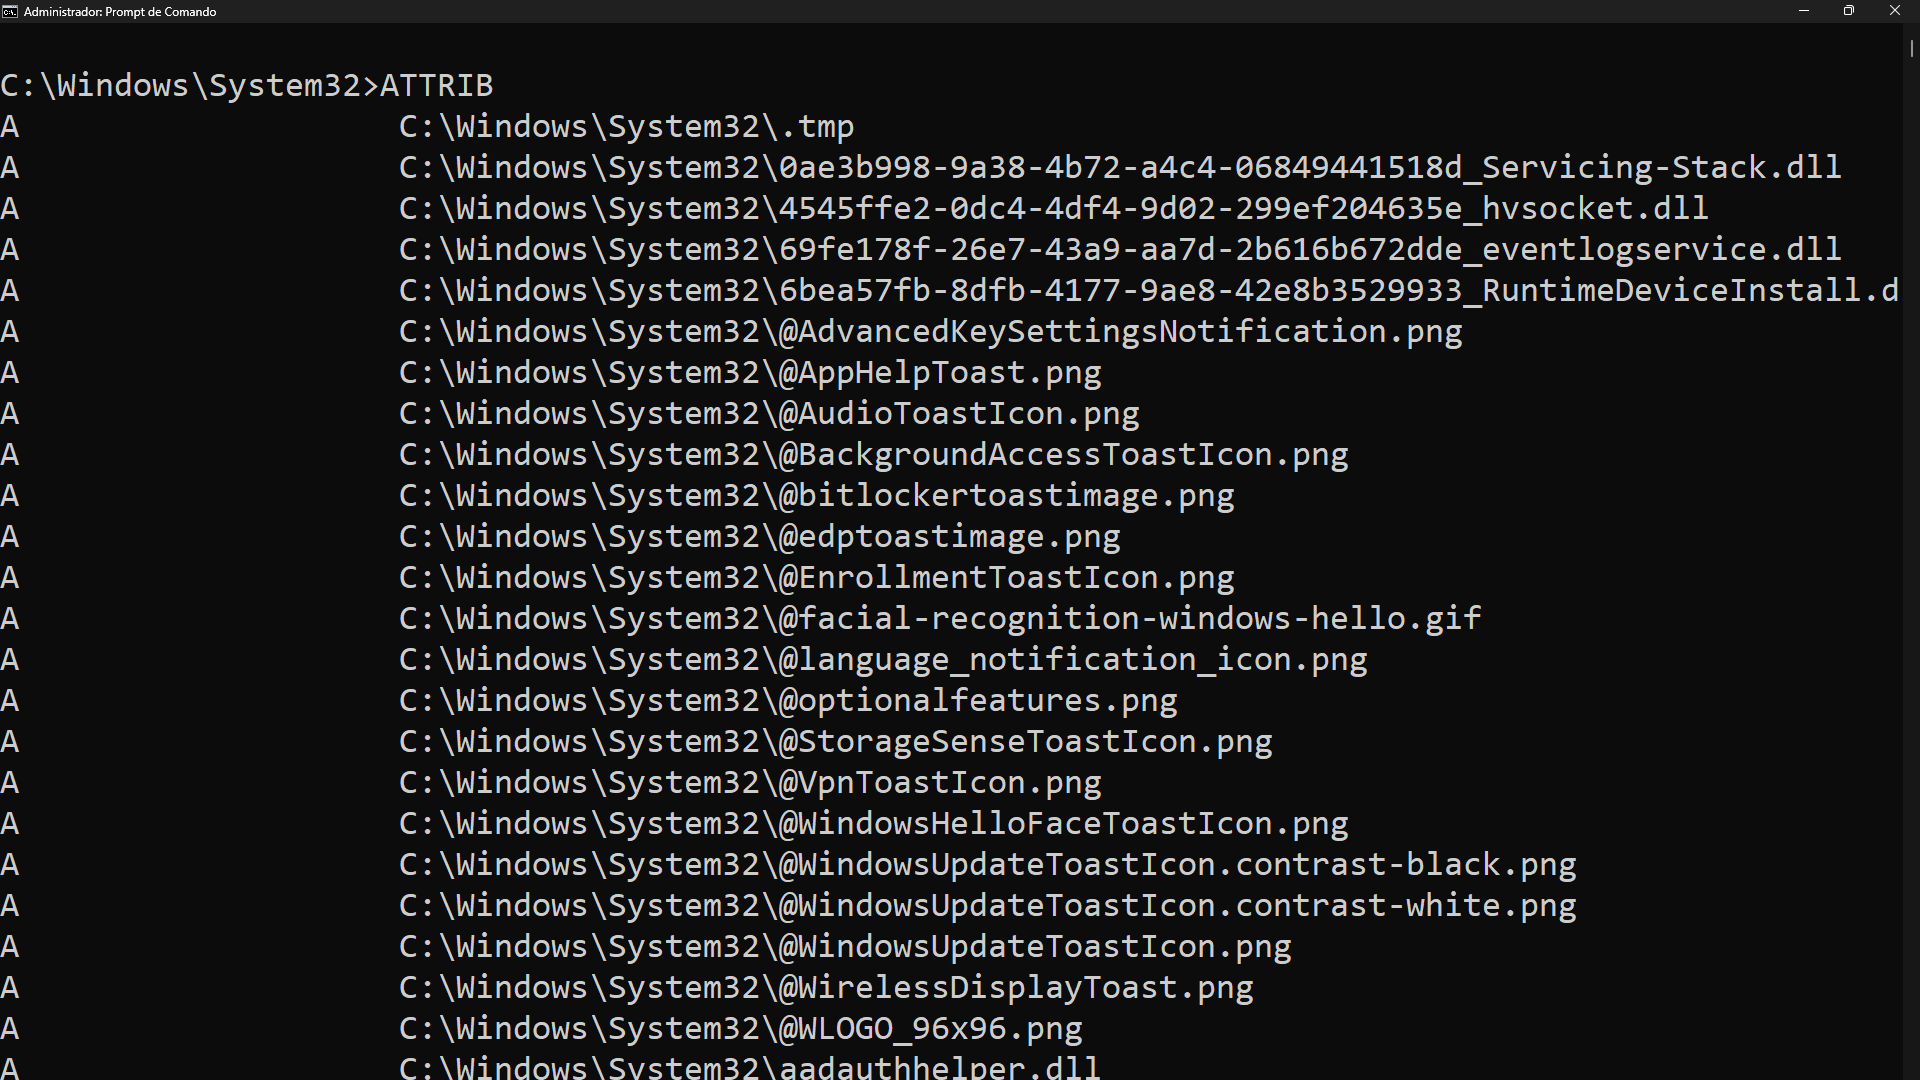 Administrador: Prompt de Comando
C:\Windows\System32>ATTRIB
A C:\Windows\System32\.tmp
A C:\Windows\System32\0ae3b998-9a38-4b72-a4c4-06849441518d_Servicing-Stack.dll
A C:\Windows\System32\4545ffe2-0dc4-4df4-9d02-299ef204635e_hvsocket.dll
A C:\Windows\System32\69fe178f-26e7-43a9-aa7d-2b616b672dde_eventlogservice.dll
A C:\Windows\System32\6bea57fb-8dfb-4177-9ae8-42e8b3529933_RuntimeDeviceInstall.d
A C:\Windows\System32\@AdvancedKeySettingsNotification.png
A C:\Windows\System32\@AppHelpToast.png
A C:\Windows\System32\@AudioToastIcon.png
A C:\Windows\System32\@BackgroundAccessToastIcon.png
A C:\Windows\System32\@bitlockertoastimage.png
A C:\Windows\System32\@edptoastimage.png
A C:\Windows\System32\@EnrollmentToastIcon.png
A C:\Windows\System32\@facial-recognition-windows-hello.gif
A C:\Windows\System32\@language_notification_icon.png
A C:\Windows\System32\@optionalfeatures.png
A C:\Windows\System32\@StorageSenseToastIcon.png
A C:\Windows\System32\@VpnToastIcon.png
A C:\Windows\System32\@WindowsHelloFaceToastIcon.png
A C:\Windows\System32\@WindowsUpdateToastIcon.contrast-black.png
A C:\Windows\System32\@WindowsUpdateToastIcon.contrast-white.png
A C:\Windows\System32\@WindowsUpdateToastIcon.png
A C:\Windows\System32\@WirelessDisplayToast.png
A C:\Windows\System32\@WLOGO_96x96.png
A C:\Windows\System32\aadauthhelper.dll